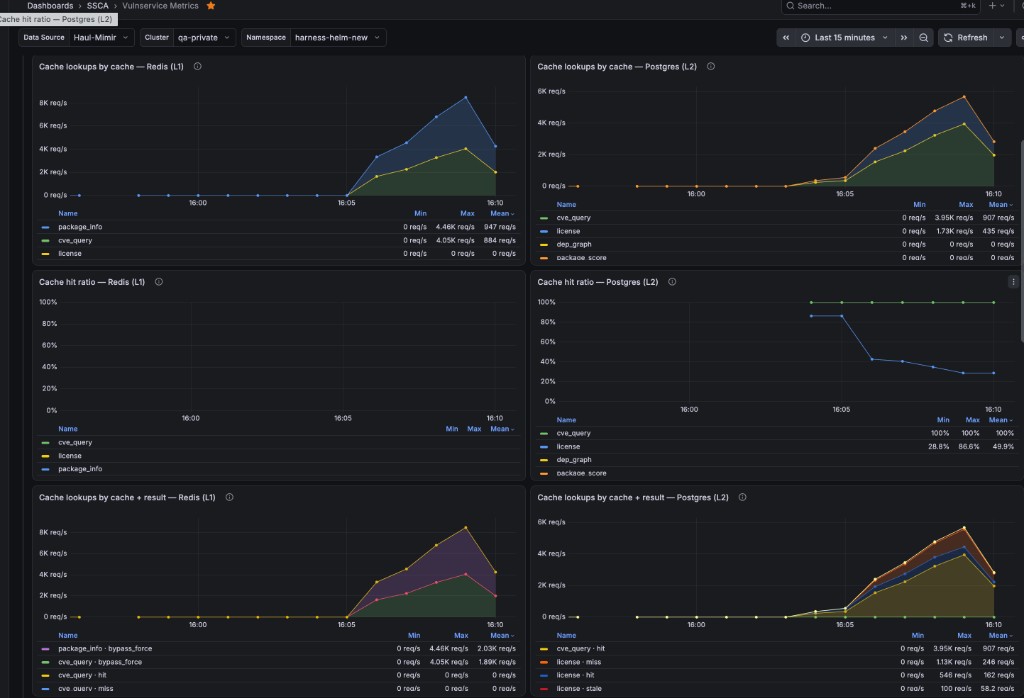 Dashboards › SSCA › Vulnservice Metrics
Search...
⌘+k
Cache hit ratio — Postgres (L2)
Data Source Haul-Mimir
Cluster qa-private
Namespace harness-helm-new
Last 15 minutes
Refresh
Cache lookups by cache — Redis (L1)
8K req/s
6K req/s
4K req/s
2K req/s
0 req/s
16:00 16:05 16:10
Name Min Max Mean
package_info 0 req/s 4.46K req/s 947 req/s
cve_query 0 req/s 4.05K req/s 884 req/s
license 0 req/s 0 req/s 0 req/s
Cache lookups by cache — Postgres (L2)
6K req/s
4K req/s
2K req/s
0 req/s
16:00 16:05 16:10
Name Min Max Mean
cve_query 0 req/s 3.95K req/s 907 req/s
license 0 req/s 1.73K req/s 435 req/s
dep_graph 0 req/s 0 req/s 0 req/s
package_score 0 req/s 0 req/s 0 req/s
Cache hit ratio — Redis (L1)
100%
80%
60%
40%
20%
0%
16:00 16:05 16:10
Name Min Max Mean
cve_query
license
package_info
Cache hit ratio — Postgres (L2)
100%
80%
60%
40%
20%
0%
16:00 16:05 16:10
Name Min Max Mean
cve_query 100% 100% 100%
license 28.8% 86.6% 49.9%
dep_graph
package_score
Cache lookups by cache + result — Redis (L1)
8K req/s
6K req/s
4K req/s
2K req/s
0 req/s
16:00 16:05 16:10
Name Min Max Mean
package_info · bypass_force 0 req/s 4.46K req/s 2.03K req/s
cve_query · bypass_force 0 req/s 4.05K req/s 1.89K req/s
cve_query · hit 0 req/s 0 req/s 0 req/s
cve_query · miss 0 req/s 0 req/s 0 req/s
Cache lookups by cache + result — Postgres (L2)
6K req/s
4K req/s
2K req/s
0 req/s
16:00 16:05 16:10
Name Min Max Mean
cve_query · hit 0 req/s 3.95K req/s 907 req/s
license · miss 0 req/s 1.13K req/s 246 req/s
license · hit 0 req/s 546 req/s 162 req/s
license · stale 0 req/s 100 req/s 58.2 req/s